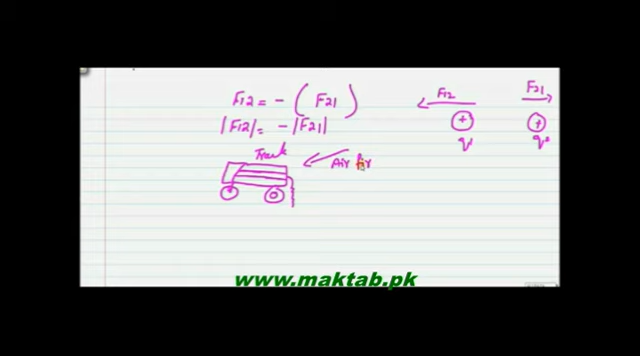 F12 = - ( F21 )
|F12| = - |F21|
F12
F21
+
+
Truck
Air
www.maktab.pk